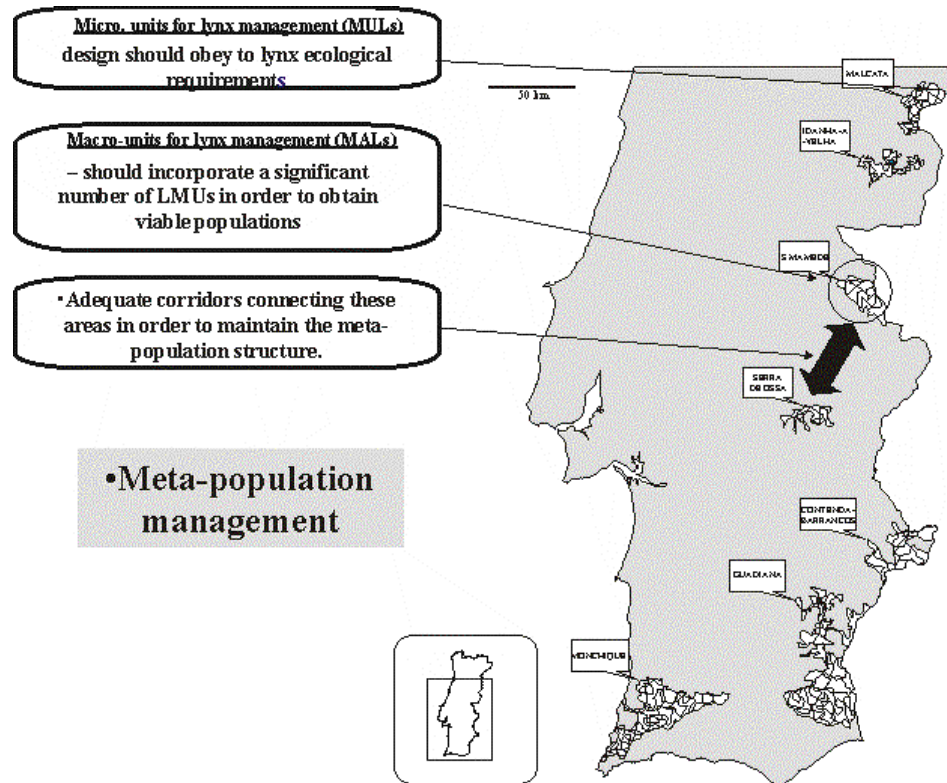 Micro. units for lynx management (MULs)
design should obey to lynx ecological
requirements
Macro-units for lynx management (MALs)
– should incorporate a significant
number of LMUs in order to obtain
viable populations
•Adequate corridors connecting these
areas in order to maintain the meta-
population structure.
•Meta-population
management
50 km
MALCATA
IDANHA-A
-VELHA
S.MAMEDE
SERRA
DE OSSA
CONTENDA-
BARRANCOS
GUADIANA
MONCHIQUE